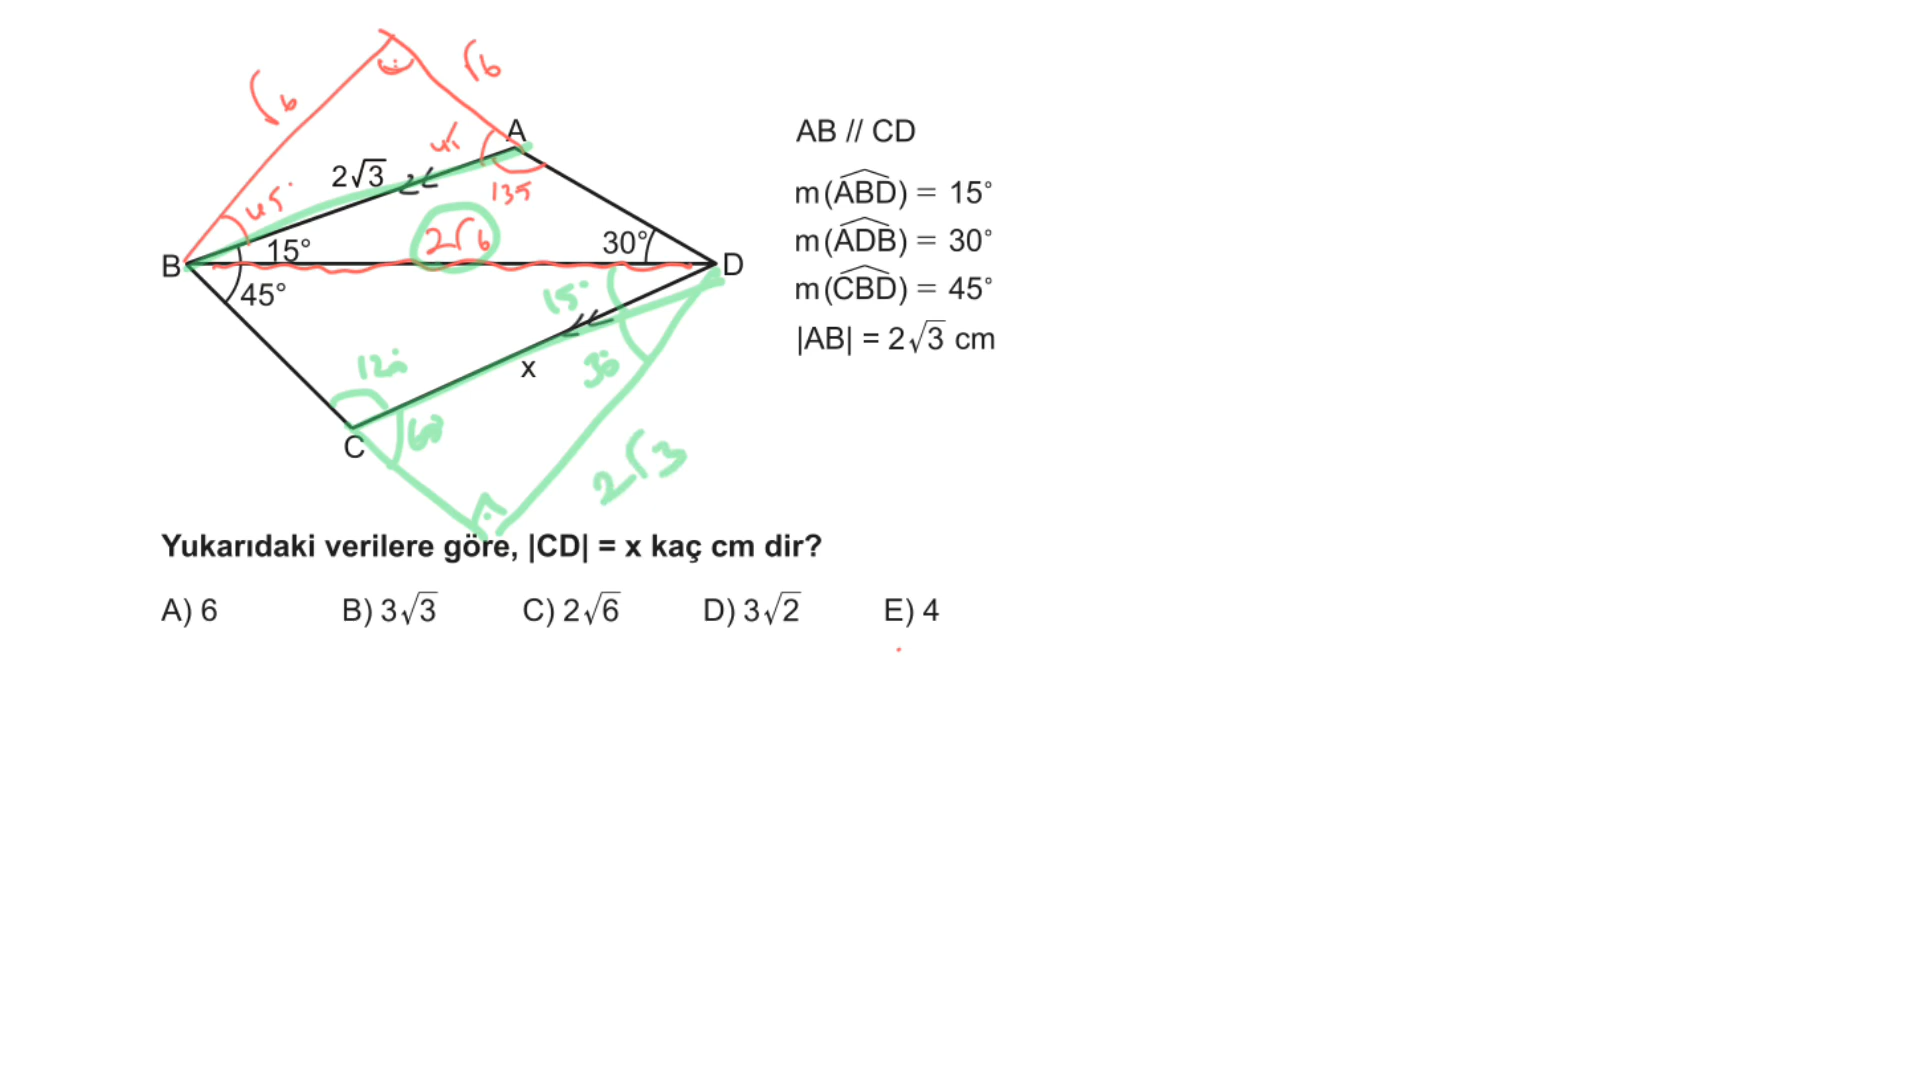 √6
√6
A
45
2√3
135
45°
2√6
15°
30°
B
D
45°
15°
x
30
120
60
C
2√3
AB // CD
m(ABD) = 15°
m(ADB) = 30°
m(CBD) = 45°
|AB| = 2√3 cm
Yukarıdaki verilere göre, |CD| = x kaç cm dir?
A) 6 B) 3√3 C) 2√6 D) 3√2 E) 4